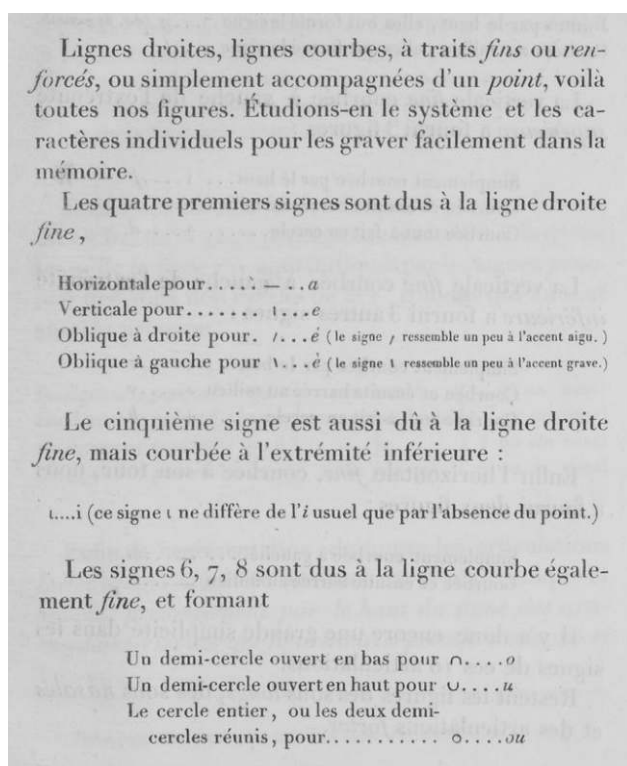 Lignes droites, lignes courbes, à traits fins ou ren-
forcés, ou simplement accompagnées d'un point, voilà
toutes nos figures. Étudions-en le système et les ca-
ractères individuels pour les graver facilement dans la
mémoire.
Les quatre premiers signes sont dus à la ligne droite
fine,
Horizontale pour..... — ..a
Verticale pour....... ı...e
Oblique à droite pour. /...é (le signe / ressemble un peu à l'accent aigu.)
Oblique à gauche pour \...è (le signe \ ressemble un peu à l'accent grave.)
Le cinquième signe est aussi dû à la ligne droite
fine, mais courbée à l'extrémité inférieure :
ɩ....i (ce signe ɩ ne diffère de l'i usuel que par l'absence du point.)
Les signes 6, 7, 8 sont dus à la ligne courbe égale-
ment fine, et formant
Un demi-cercle ouvert en bas pour ∩....o
Un demi-cercle ouvert en haut pour ∪....u
Le cercle entier, ou les deux demi-
cercles réunis, pour........... o....ou